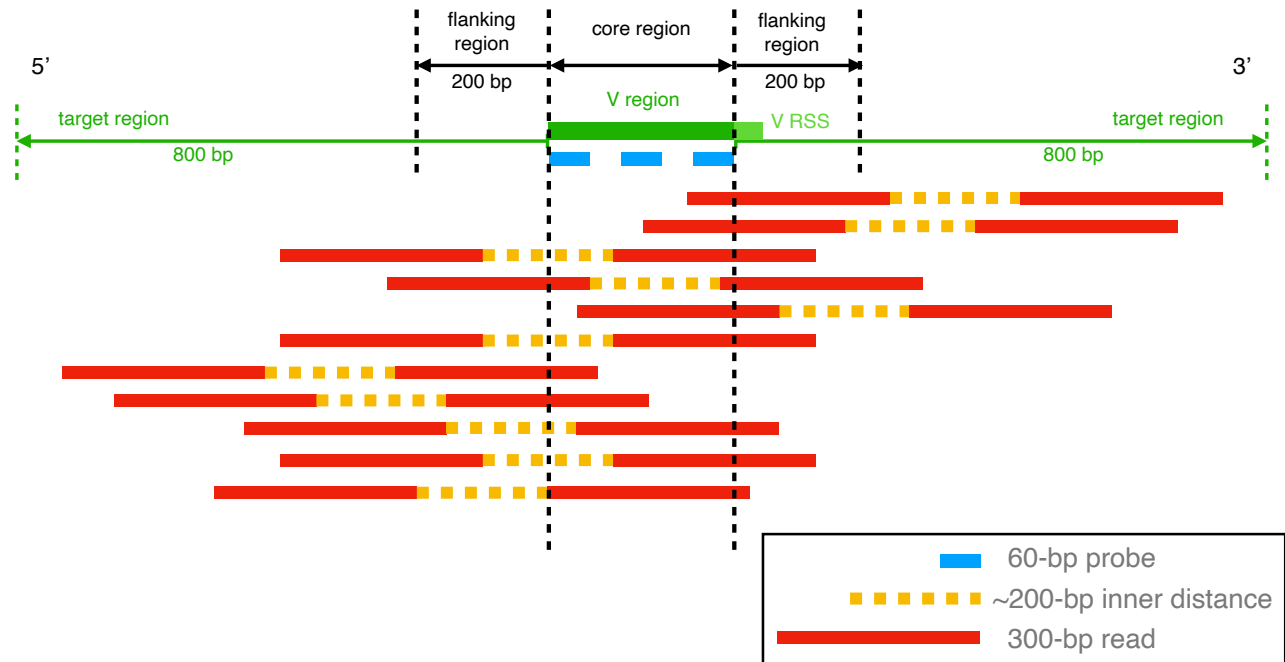 flanking
region
core region
flanking
region
5’
3’
200 bp
200 bp
V region
target region
V RSS
target region
800 bp
800 bp
60-bp probe
~200-bp inner distance
300-bp read